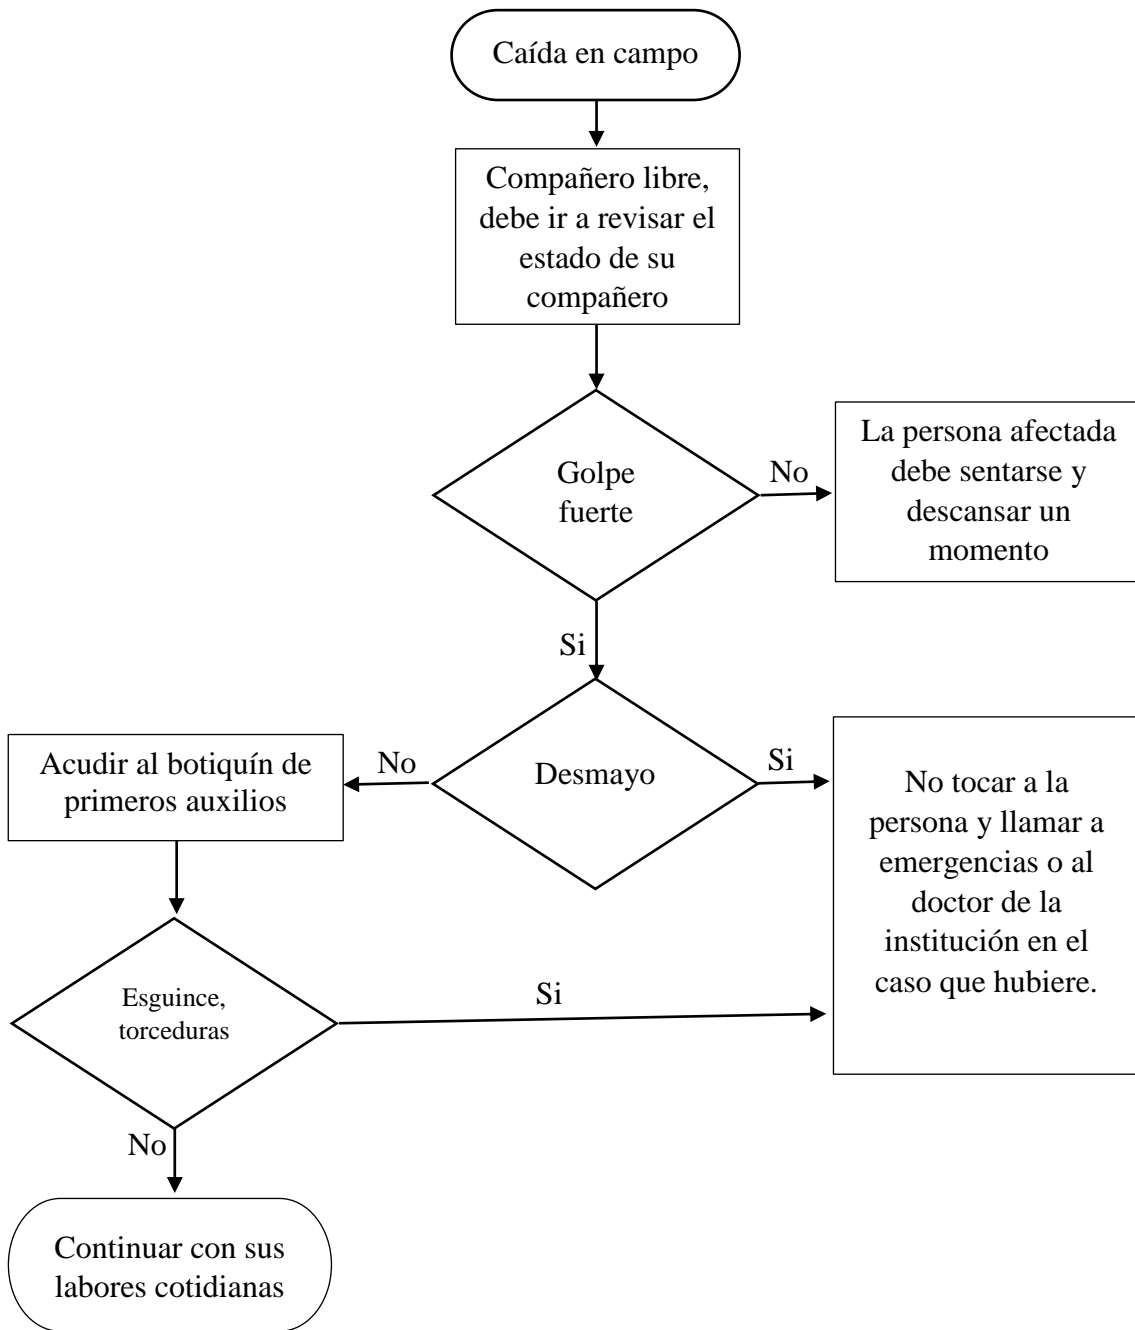 Caída en campo
Compañero libre,
debe ir a revisar el
estado de su
compañero
Golpe
fuerte
No
La persona afectada
debe sentarse y
descansar un
momento
Si
Acudir al botiquín de
primeros auxilios
No
Desmayo
Si
No tocar a la
persona y llamar a
emergencias o al
doctor de la
institución en el
caso que hubiere.
Esguince,
torceduras
Si
No
Continuar con sus
labores cotidianas